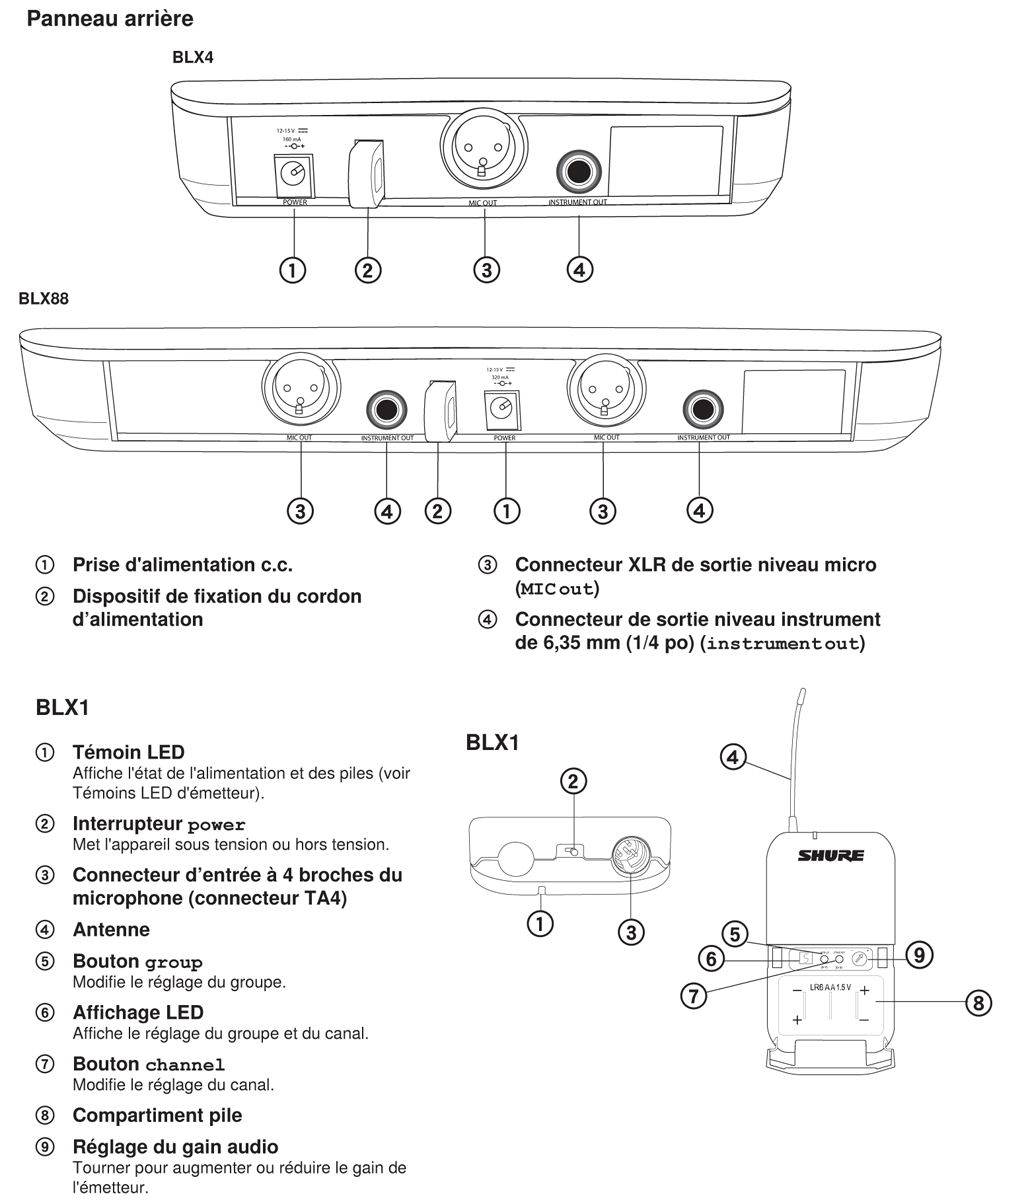 Panneau arrière
BLX4
12-15 V
160 mA
- +
POWER
MIC OUT
INSTRUMENT OUT
① ② ③ ④
BLX88
12-15 V
320 mA
- +
MIC OUT
INSTRUMENT OUT
POWER
MIC OUT
INSTRUMENT OUT
③ ④ ② ① ③ ④
① Prise d'alimentation c.c.
② Dispositif de fixation du cordon
d’alimentation
③ Connecteur XLR de sortie niveau micro
(MIC out)
④ Connecteur de sortie niveau instrument
de 6,35 mm (1/4 po) (instrument out)
BLX1
① Témoin LED
Affiche l'état de l'alimentation et des piles (voir
Témoins LED d'émetteur).
② Interrupteur power
Met l'appareil sous tension ou hors tension.
③ Connecteur d’entrée à 4 broches du
microphone (connecteur TA4)
④ Antenne
⑤ Bouton group
Modifie le réglage du groupe.
⑥ Affichage LED
Affiche le réglage du groupe et du canal.
⑦ Bouton channel
Modifie le réglage du canal.
⑧ Compartiment pile
⑨ Réglage du gain audio
Tourner pour augmenter ou réduire le gain de
l'émetteur.
BLX1
②
① ③
④
SHURE
⑤
⑥
⑦
⑨
⑧
- LR6 AA 1.5 V +
+ -